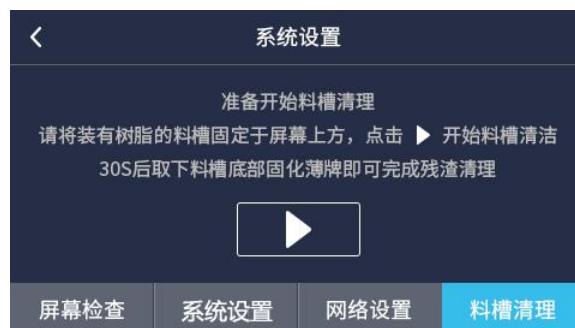 系统设置
准备开始料槽清理
请将装有树脂的料槽固定于屏幕上方，点击 ▶ 开始料槽清洁
30S后取下料槽底部固化薄牌即可完成残渣清理
屏幕检查 系统设置 网络设置 料槽清理